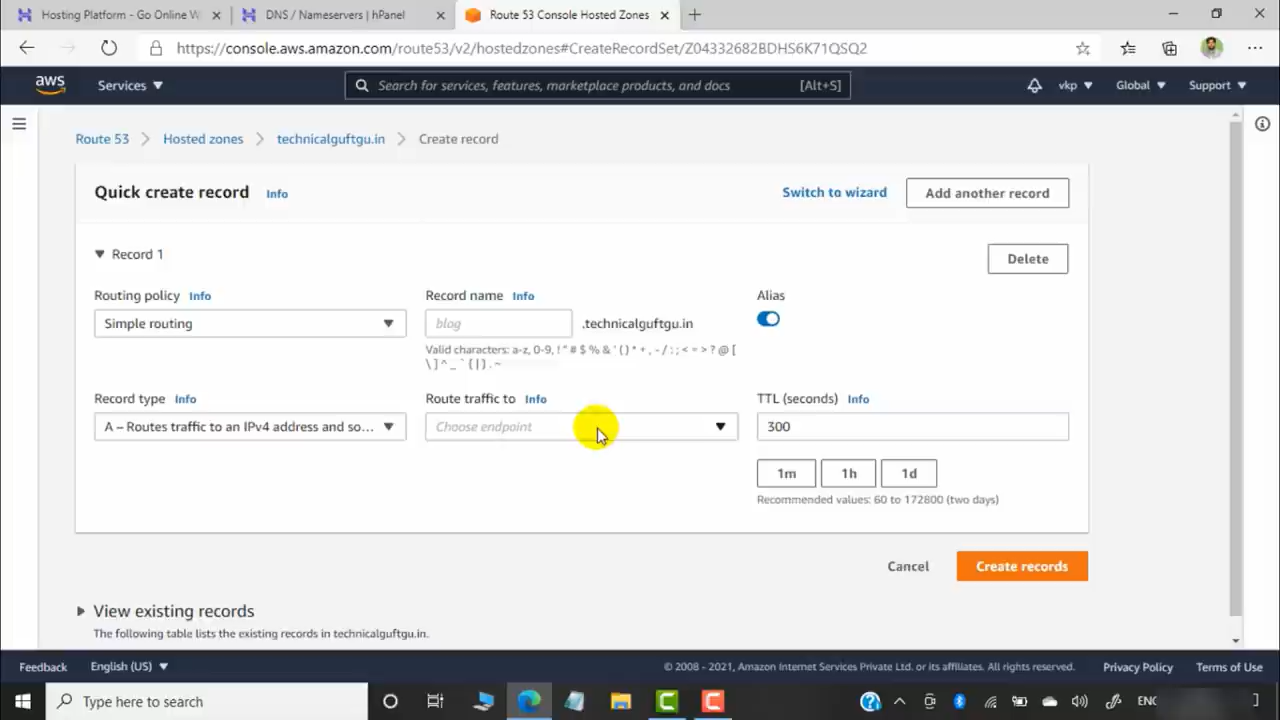 Hosting Platform - Go Online W
DNS / Nameservers | hPanel
Route 53 Console Hosted Zones
https://console.aws.amazon.com/route53/v2/hostedzones#CreateRecordSet/Z04332682BDHS6K71QSQ2
aws
Services
Search for services, features, marketplace products, and docs
[Alt+S]
vkp
Global
Support
Route 53
Hosted zones
technicalguftgu.in
Create record
Quick create record
Info
Switch to wizard
Add another record
Record 1
Delete
Routing policy Info
Record name Info
Alias
Simple routing
blog
.technicalguftgu.in
Valid characters: a-z, 0-9, ! " # $ % & ' ( ) * + , - / : ; < = > ? @ [
\ ] ^ _ ` { | } . ~
Record type Info
Route traffic to Info
TTL (seconds) Info
A – Routes traffic to an IPv4 address and so...
Choose endpoint
300
1m
1h
1d
Recommended values: 60 to 172800 (two days)
Cancel
Create records
View existing records
The following table lists the existing records in technicalguftgu.in.
Feedback
English (US)
© 2008 - 2021, Amazon Internet Services Private Ltd. or its affiliates. All rights reserved.
Privacy Policy
Terms of Use
Type here to search
ENG